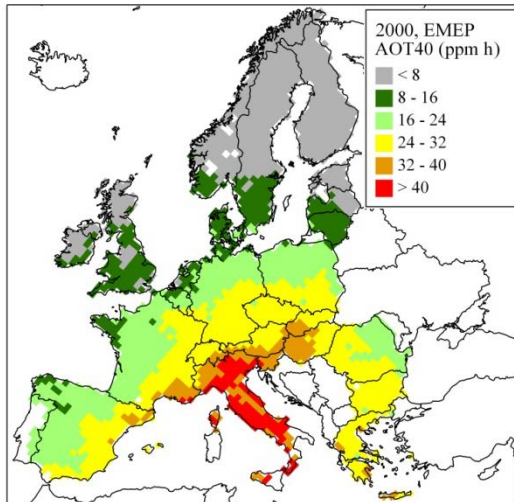 2000, EMEP
AOT40 (ppm h)
< 8
8 - 16
16 - 24
24 - 32
32 - 40
> 40